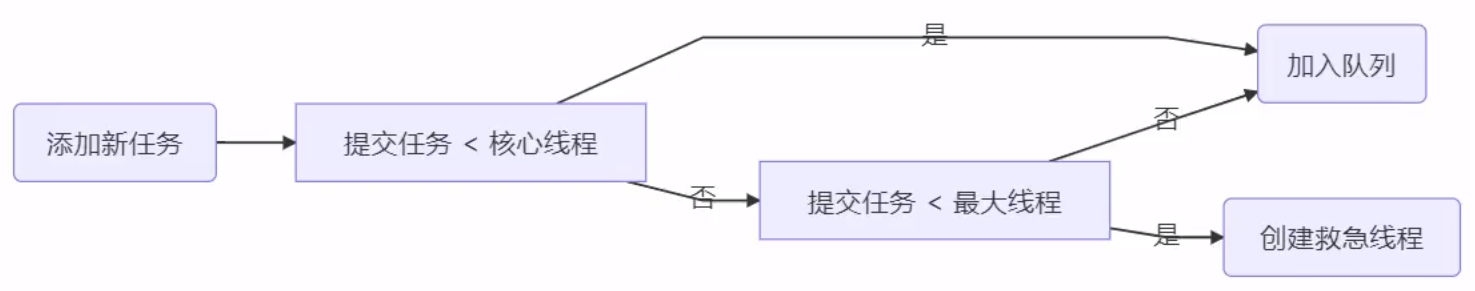 添加新任务
提交任务 < 核心线程
是
否
提交任务 < 最大线程
否
是
加入队列
创建救急线程